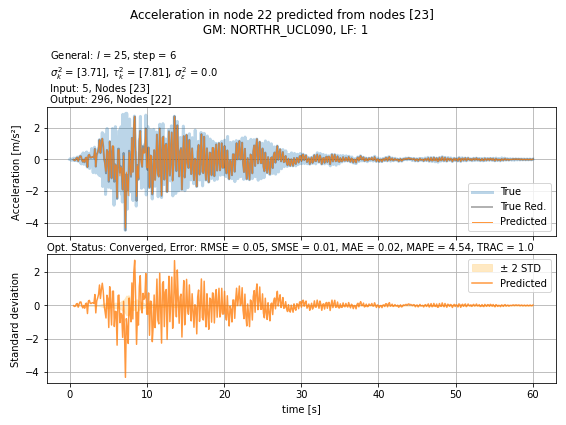 Acceleration in node 22 predicted from nodes [23]
GM: NORTHR_UCL090, LF: 1
General: l = 25, step = 6
σ²ₖ = [3.71], τ²ₖ = [7.81], σ²ε = 0.0
Input: 5, Nodes [23]
Output: 296, Nodes [22]
Acceleration [m/s²]
2
0
−2
−4
True
True Red.
Predicted
Opt. Status: Converged, Error: RMSE = 0.05, SMSE = 0.01, MAE = 0.02, MAPE = 4.54, TRAC = 1.0
Standard deviation
2
0
−2
−4
± 2 STD
Predicted
0 10 20 30 40 50 60
time [s]